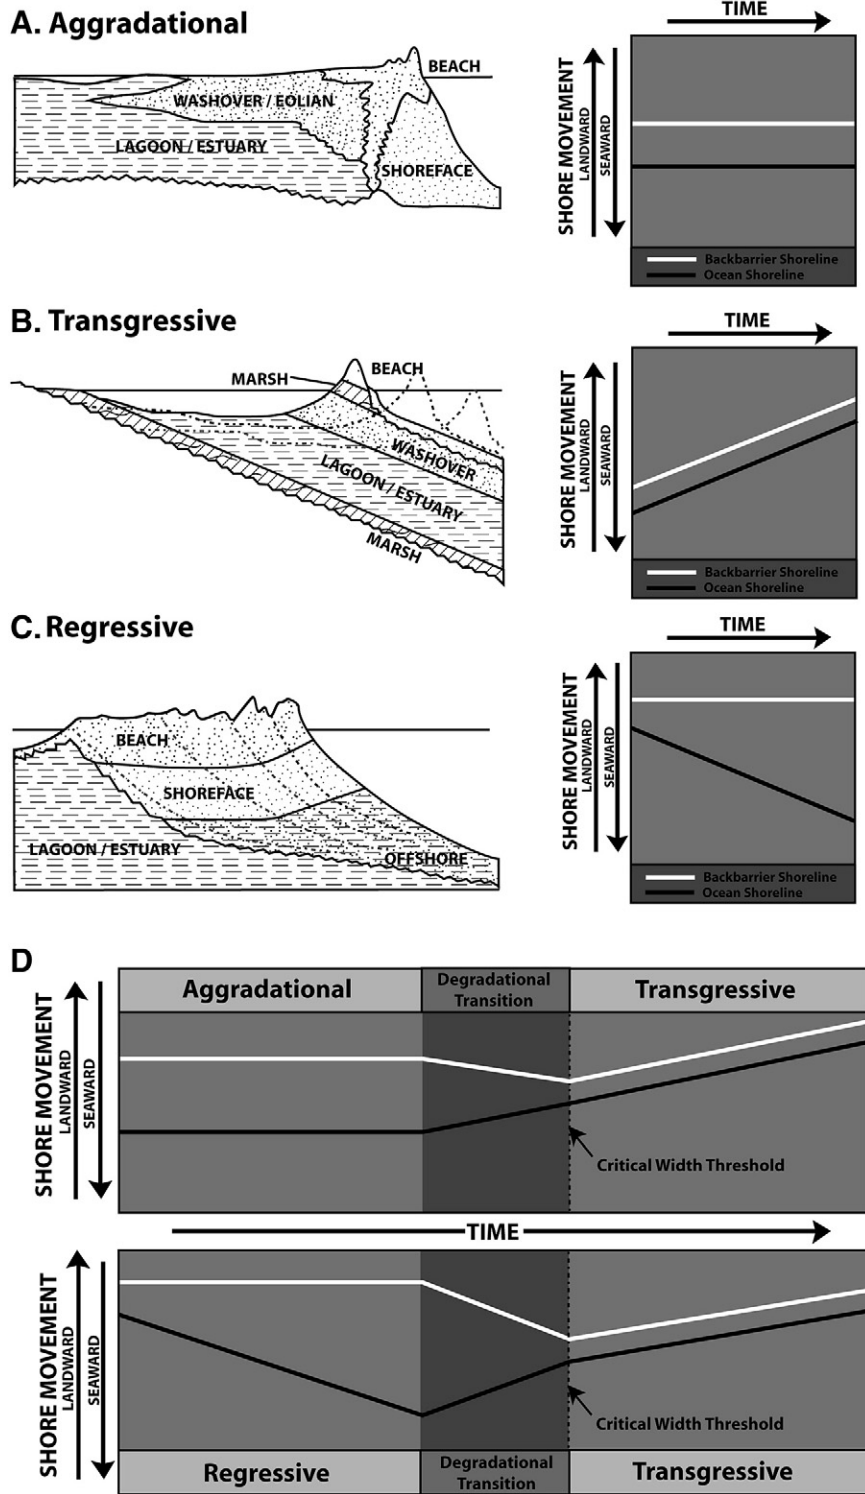 A. Aggradational
BEACH
WASHOVER / EOLIAN
LAGOON / ESTUARY
SHOREFACE
TIME
SHORE MOVEMENT
LANDWARD
SEAWARD
Backbarrier Shoreline
Ocean Shoreline
B. Transgressive
MARSH
BEACH
WASHOVER
LAGOON / ESTUARY
MARSH
TIME
SHORE MOVEMENT
LANDWARD
SEAWARD
Backbarrier Shoreline
Ocean Shoreline
C. Regressive
BEACH
SHOREFACE
LAGOON / ESTUARY
OFFSHORE
TIME
SHORE MOVEMENT
LANDWARD
SEAWARD
Backbarrier Shoreline
Ocean Shoreline
D
Aggradational
Degradational
Transition
Transgressive
SHORE MOVEMENT
LANDWARD
SEAWARD
Critical Width Threshold
TIME
SHORE MOVEMENT
LANDWARD
SEAWARD
Critical Width Threshold
Regressive
Degradational
Transition
Transgressive